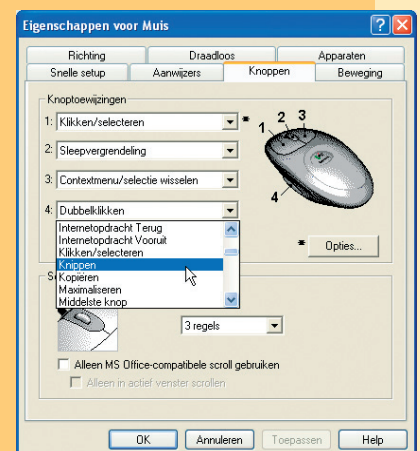 Eigenschappen voor Muis
Richting Draadloos Apparaten
Snelle setup Aanwijzers Knoppen Beweging
Knoptoewijzingen
1: Klikken/selecteren *
2: Sleepvergrendeling
3: Contextmenu/selectie wisselen
4: Dubbelklikken
1 2 3
4
Internetopdracht Terug
Internetopdracht Vooruit
Klikken/selecteren
Knippen
Kopiëren
Maximaliseren
Middelste knop
* Opties...
3 regels
Alleen MS Office-compatibele scroll gebruiken
Alleen in actief venster scrollen
OK Annuleren Toepassen Help